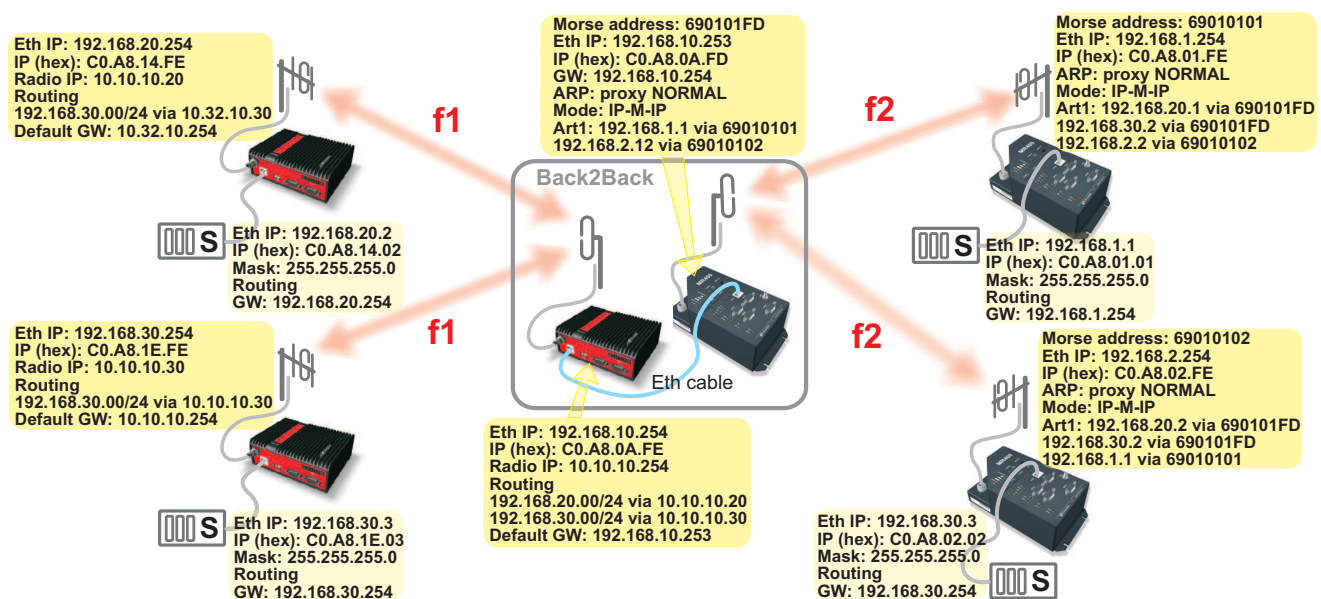 Eth IP: 192.168.20.254
IP (hex): C0.A8.14.FE
Radio IP: 10.10.10.20
Routing
192.168.30.00/24 via 10.32.10.30
Default GW: 10.32.10.254
S
Eth IP: 192.168.20.2
IP (hex): C0.A8.14.02
Mask: 255.255.255.0
Routing
GW: 192.168.20.254
f1
Eth IP: 192.168.30.254
IP (hex): C0.A8.1E.FE
Radio IP: 10.10.10.30
Routing
192.168.30.00/24 via 10.10.10.30
Default GW: 10.10.10.254
S
Eth IP: 192.168.30.3
IP (hex): C0.A8.1E.03
Mask: 255.255.255.0
Routing
GW: 192.168.30.254
f1
Morse address: 690101FD
Eth IP: 192.168.10.253
IP (hex): C0.A8.0A.FD
GW: 192.168.10.254
ARP: proxy NORMAL
Mode: IP-M-IP
Art1: 192.168.1.1 via 69010101
192.168.2.12 via 69010102
Back2Back
Eth cable
Eth IP: 192.168.10.254
IP (hex): C0.A8.0A.FE
Radio IP: 10.10.10.254
Routing
192.168.20.00/24 via 10.10.10.20
192.168.30.00/24 via 10.10.10.30
Default GW: 192.168.10.253
f2
Morse address: 69010101
Eth IP: 192.168.1.254
IP (hex): C0.A8.01.FE
ARP: proxy NORMAL
Mode: IP-M-IP
Art1: 192.168.20.1 via 690101FD
192.168.30.2 via 690101FD
192.168.2.2 via 69010102
S
Eth IP: 192.168.1.1
IP (hex): C0.A8.01.01
Mask: 255.255.255.0
Routing
GW: 192.168.1.254
f2
Morse address: 69010102
Eth IP: 192.168.2.254
IP (hex): C0.A8.02.FE
ARP: proxy NORMAL
Mode: IP-M-IP
Art1: 192.168.20.2 via 690101FD
192.168.30.2 via 690101FD
192.168.1.1 via 69010101
Eth IP: 192.168.30.3
IP (hex): C0.A8.02.02
Mask: 255.255.255.0
Routing
GW: 192.168.30.254
S